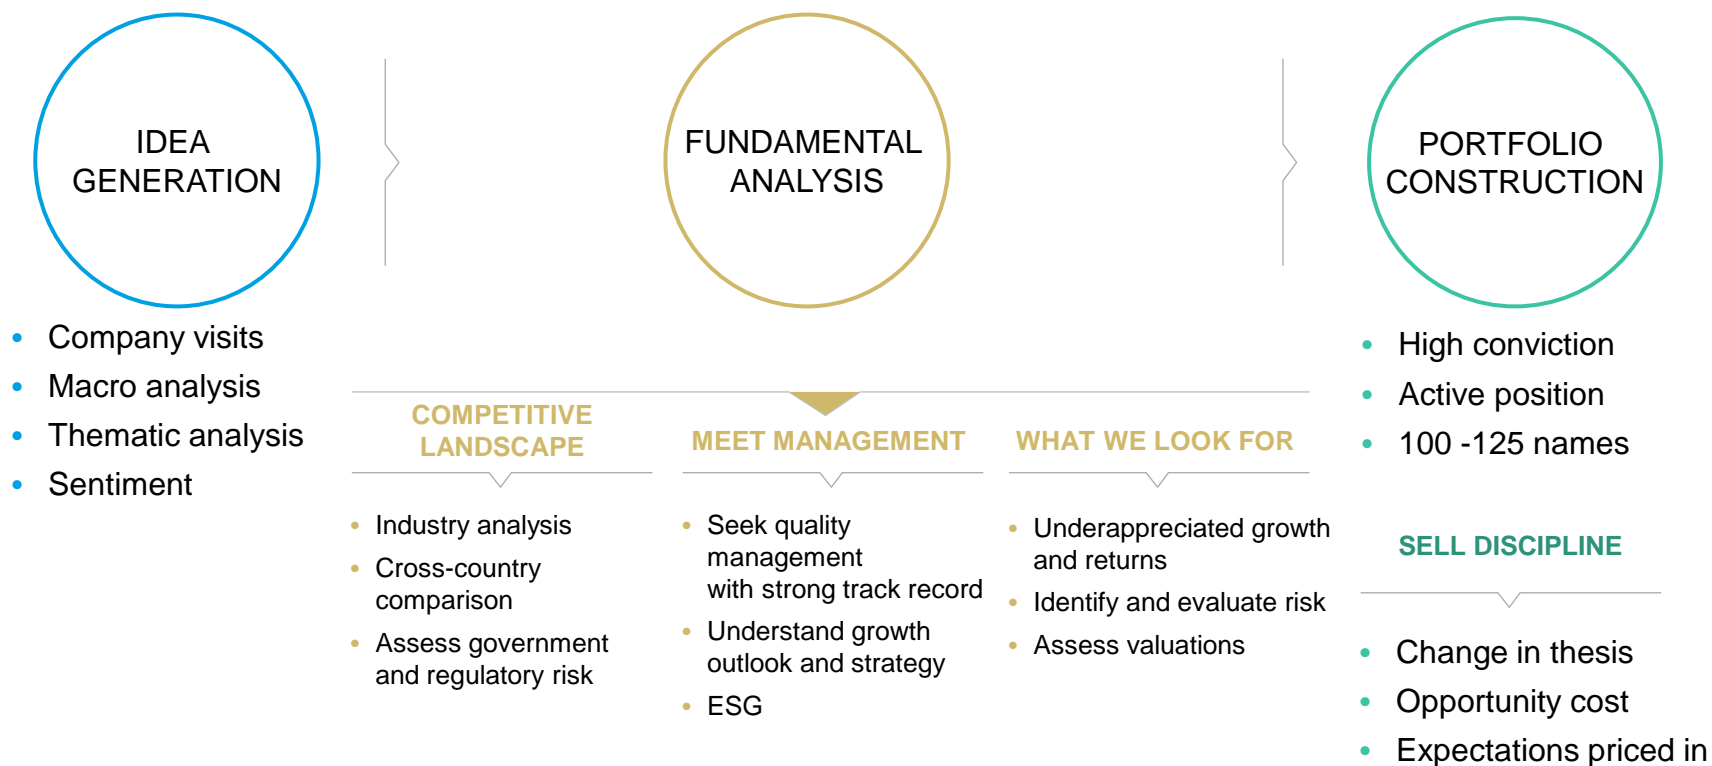 IDEA
GENERATION
• Company visits
• Macro analysis
• Thematic analysis
• Sentiment
FUNDAMENTAL
ANALYSIS
COMPETITIVE
LANDSCAPE
• Industry analysis
• Cross-country
comparison
• Assess government
and regulatory risk
MEET MANAGEMENT
• Seek quality
management
with strong track record
• Understand growth
outlook and strategy
• ESG
WHAT WE LOOK FOR
• Underappreciated growth
and returns
• Identify and evaluate risk
• Assess valuations
PORTFOLIO
CONSTRUCTION
• High conviction
• Active position
• 100 -125 names
SELL DISCIPLINE
• Change in thesis
• Opportunity cost
• Expectations priced in